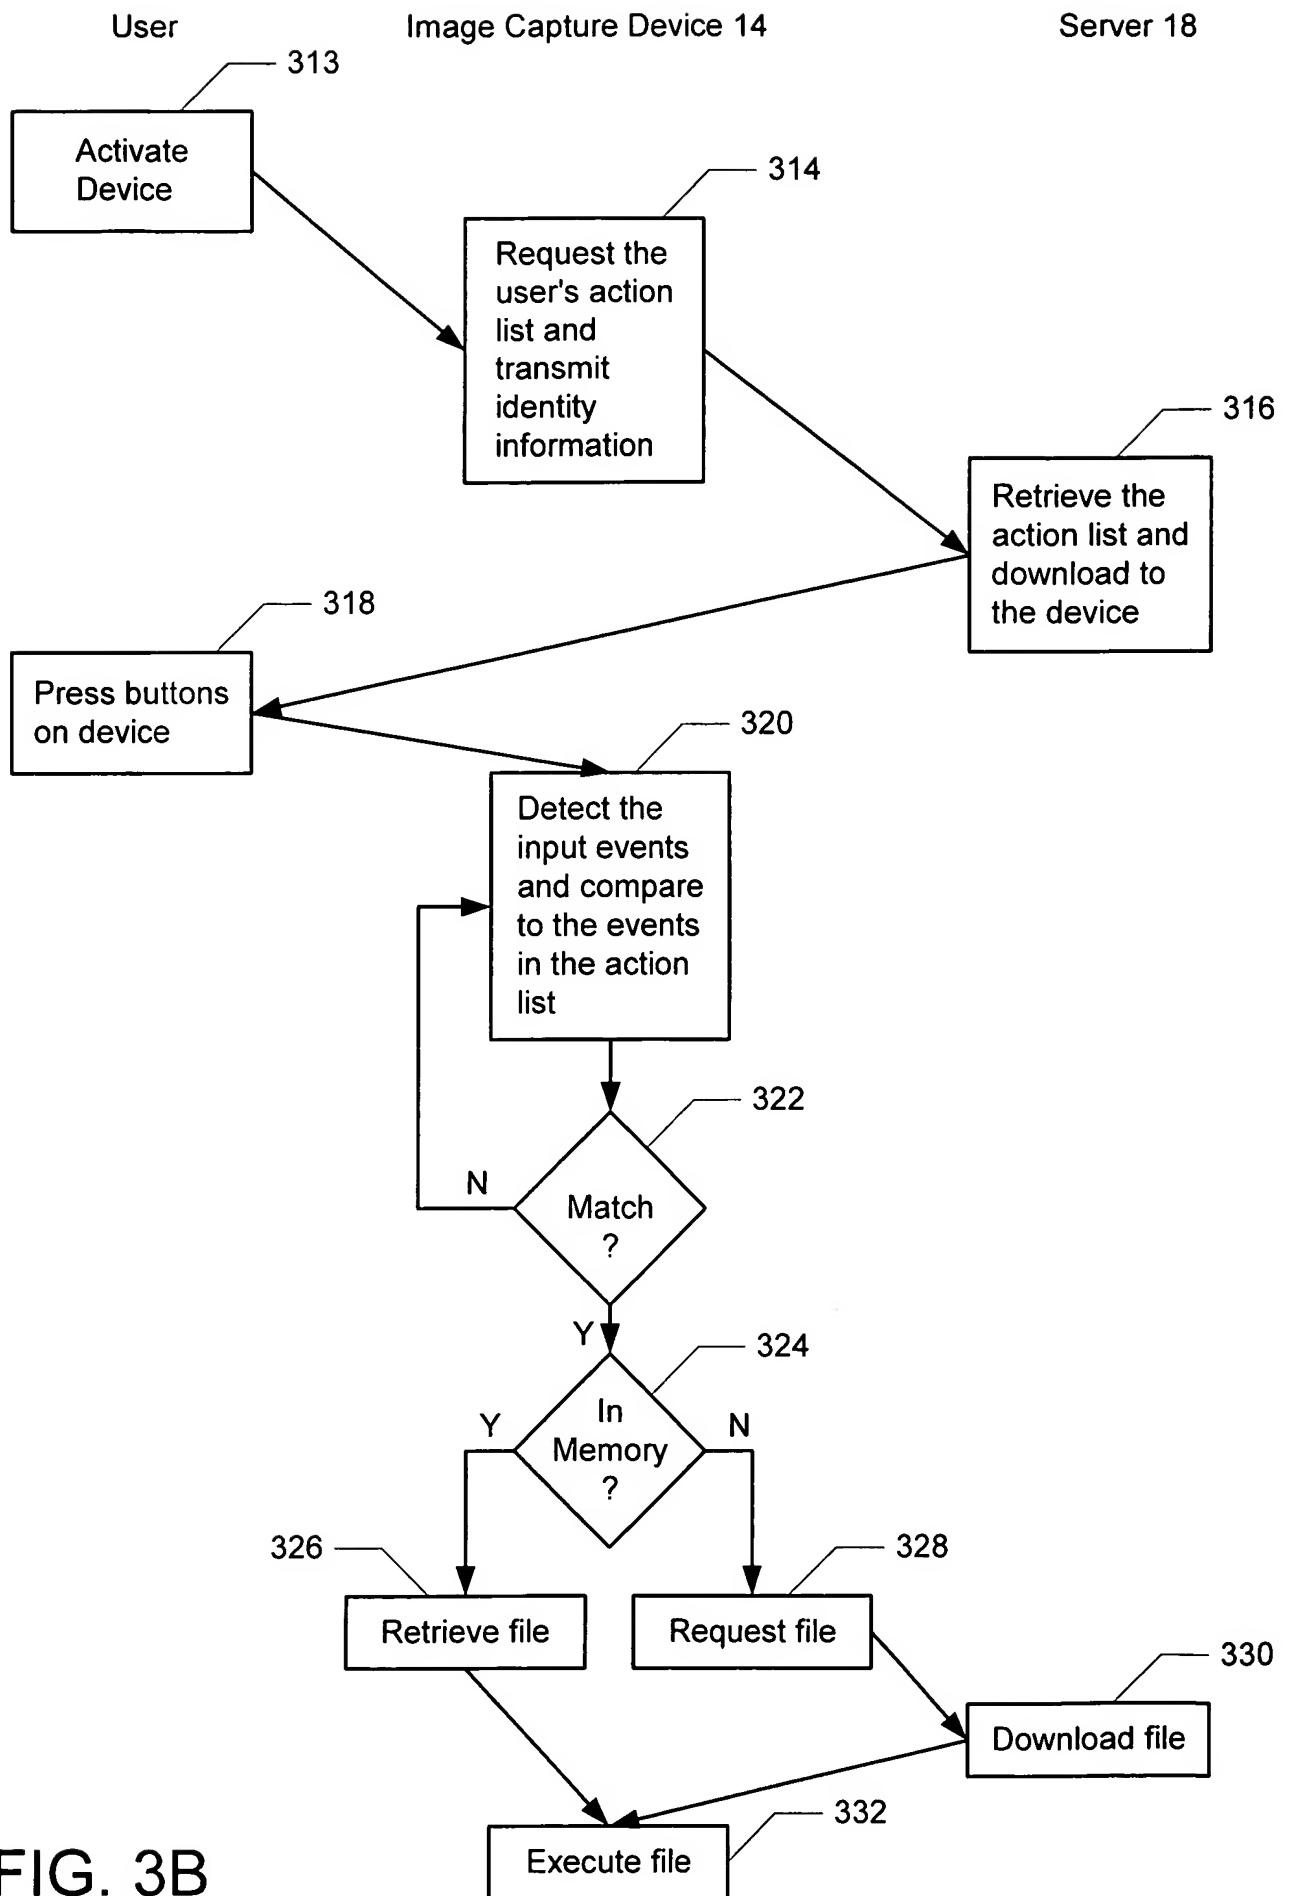 User
Image Capture Device 14
Server 18
313
Activate
Device
314
Request the
user's action
list and
transmit
identity
information
316
Retrieve the
action list and
download to
the device
318
Press buttons
on device
320
Detect the
input events
and compare
to the events
in the action
list
322
N
Match
?
Y
324
In
Memory
?
Y
N
326
Retrieve file
328
Request file
330
Download file
332
Execute file
FIG. 3B